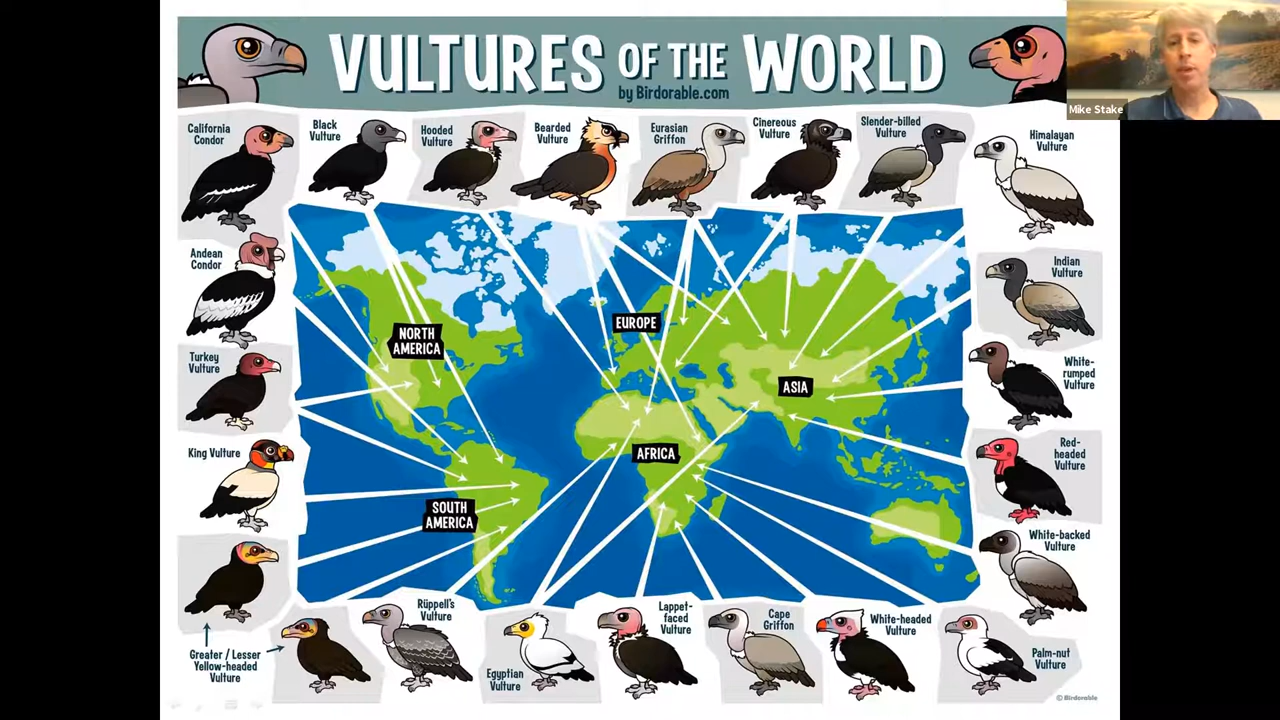 VULTURES OF THE WORLD
by Birdorable.com
Mike Stake
California
Condor
Black
Vulture
Hooded
Vulture
Bearded
Vulture
Eurasian
Griffon
Cinereous
Vulture
Slender-billed
Vulture
Himalayan
Vulture
Andean
Condor
Indian
Vulture
Turkey
Vulture
White-
rumped
Vulture
King Vulture
Red-
headed
Vulture
NORTH
AMERICA
EUROPE
ASIA
AFRICA
SOUTH
AMERICA
White-backed
Vulture
Greater / Lesser
Yellow-headed
Vulture
Rüppell's
Vulture
Egyptian
Vulture
Lappet-
faced
Vulture
Cape
Griffon
White-headed
Vulture
Palm-nut
Vulture
© Birdorable